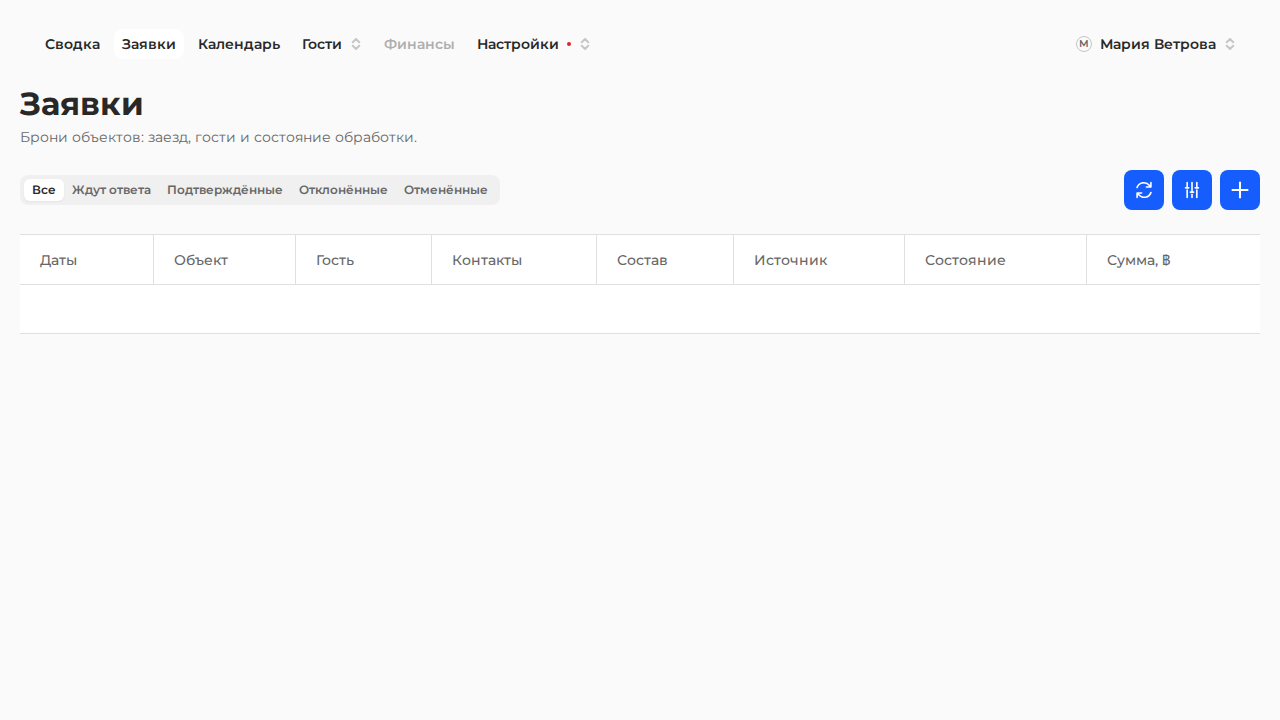 Сводка Заявки Календарь Гости Финансы Настройки М Мария Ветрова
Заявки
Брони объектов: заезд, гости и состояние обработки.
Все Ждут ответа Подтверждённые Отклонённые Отменённые
Даты Объект Гость Контакты Состав Источник Состояние Сумма, ฿